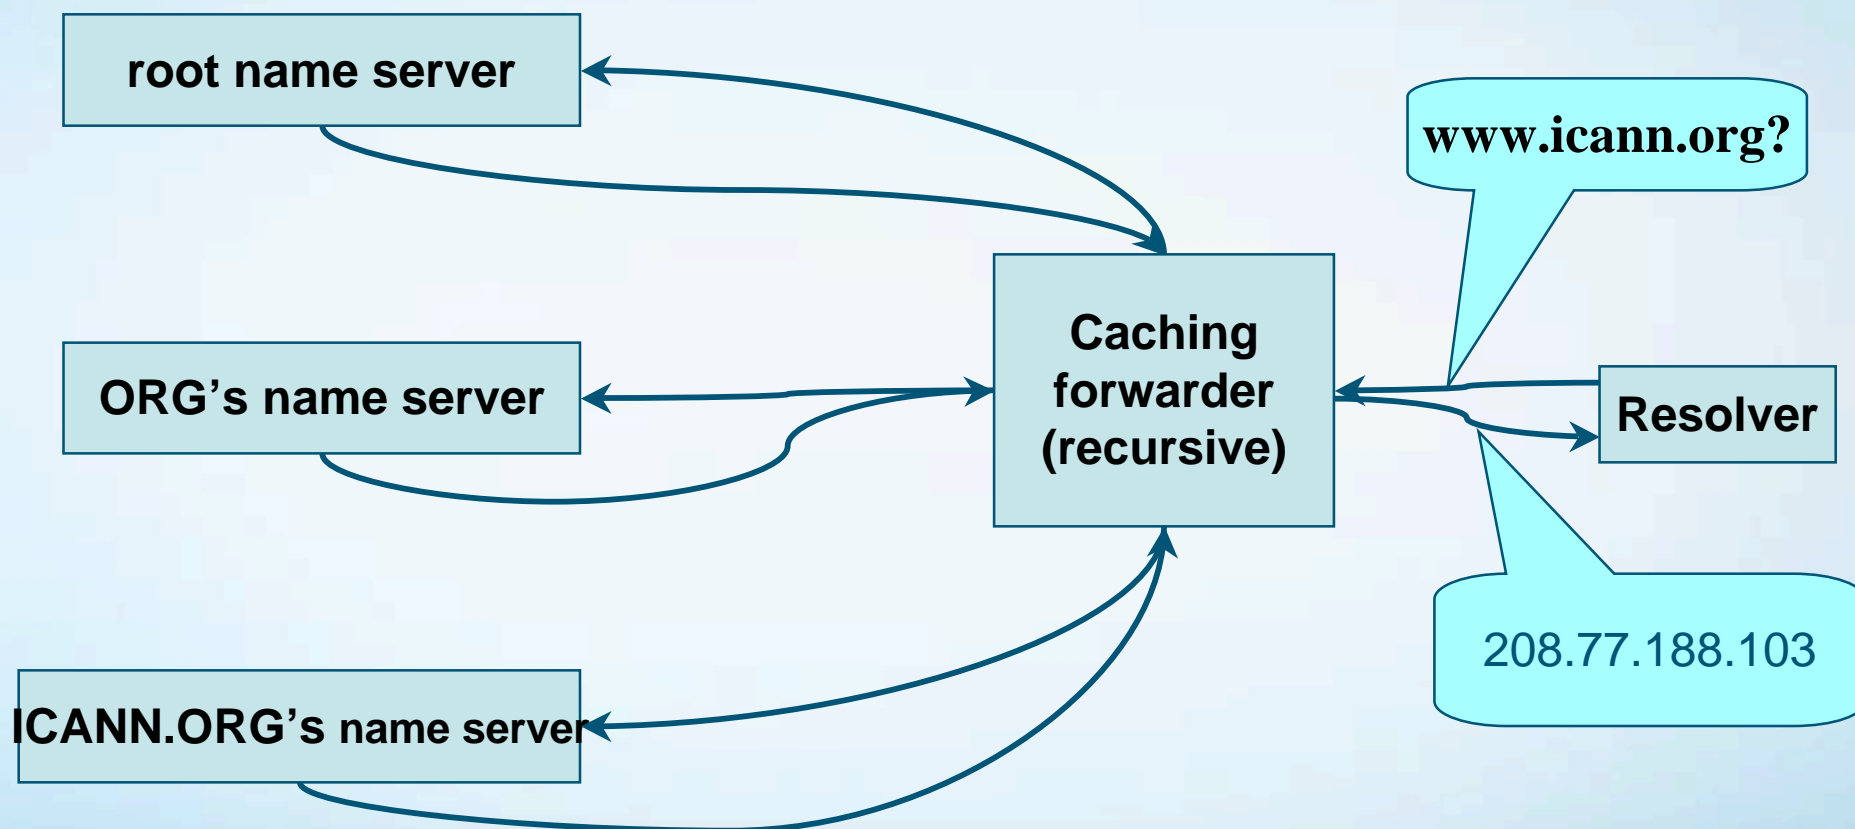 root name server
www.icann.org?
ORG’s name server
Caching
forwarder
(recursive)
Resolver
208.77.188.103
ICANN.ORG’s name server